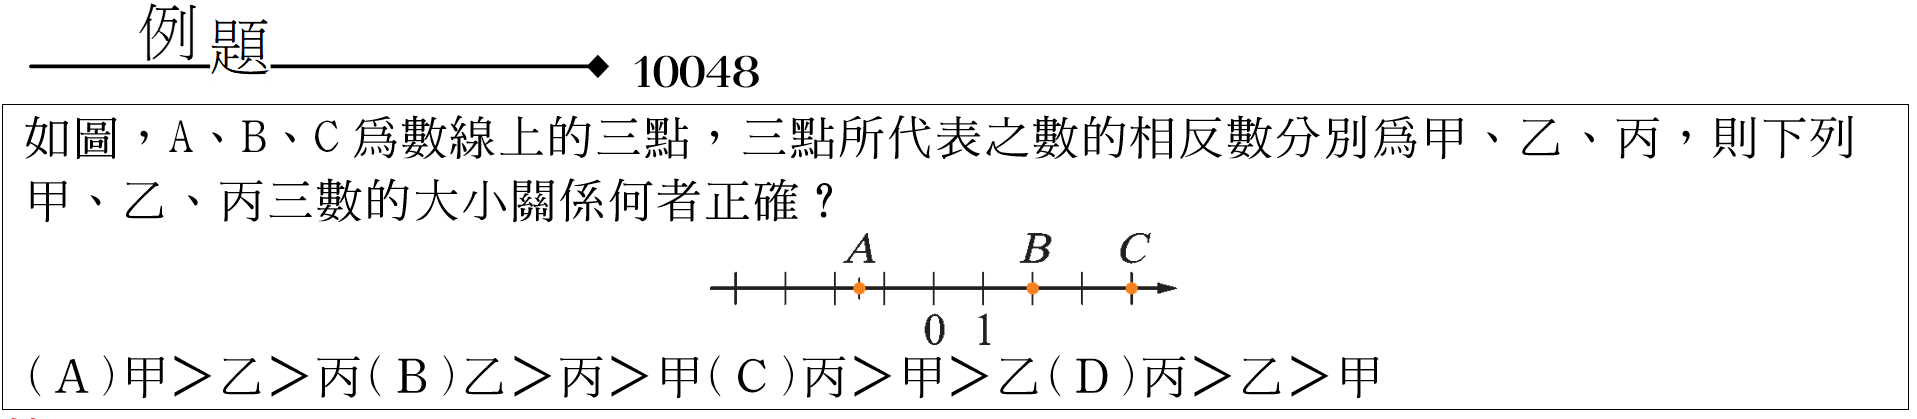 例題
10048
如圖，A、B、C 為數線上的三點，三點所代表之數的相反數分別為甲、乙、丙，則下列
甲、乙、丙三數的大小關係何者正確？
A B C
0 1
（A）甲＞乙＞丙（B）乙＞丙＞甲（C）丙＞甲＞乙（D）丙＞乙＞甲